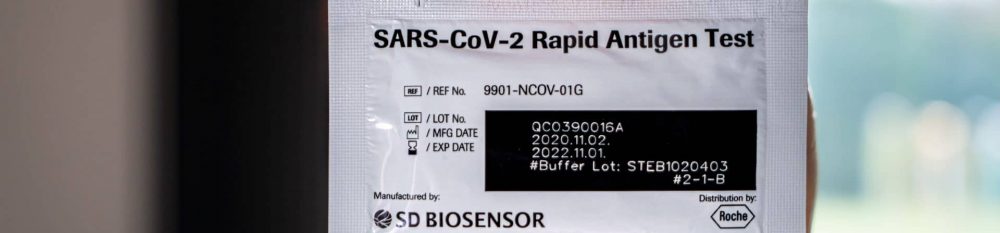 SARS-CoV-2 Rapid Antigen Test
REF / REF No. 9901-NCOV-01G
LOT / LOT No. QC0390016A
/ MFG DATE 2020.11.02.
/ EXP DATE 2022.11.01.
#Buffer Lot: STEB1020403
#2-1-B
Manufactured by: Distribution by:
SD BIOSENSOR Roche